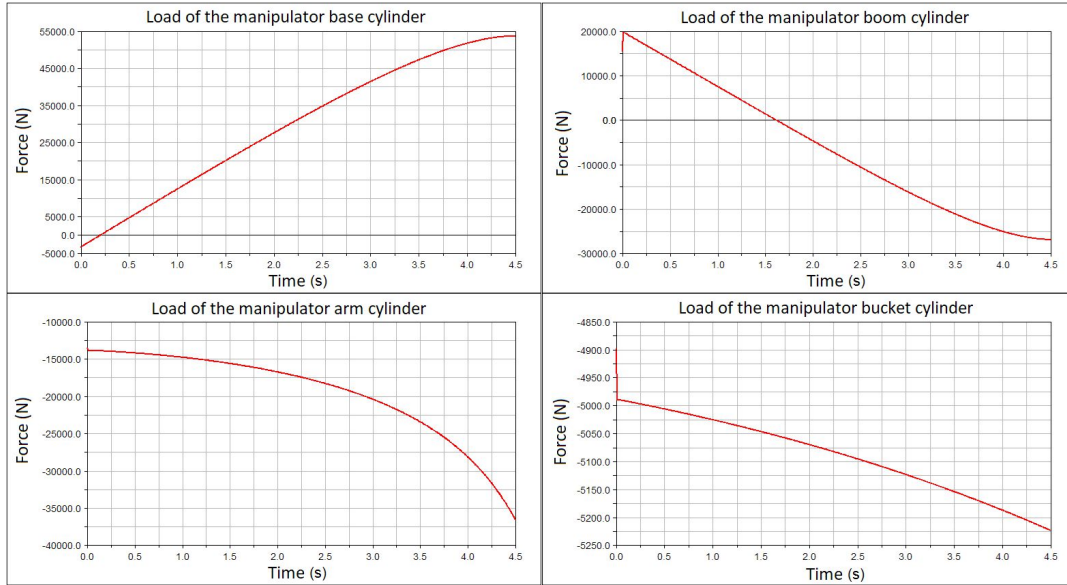 Load of the manipulator base cylinder
55000.0
45000.0
35000.0
25000.0
15000.0
5000.0
0.0
-5000.0
Force (N)
0.0 0.5 1.0 1.5 2.0 2.5 3.0 3.5 4.0 4.5
Time (s)
Load of the manipulator boom cylinder
20000.0
10000.0
0.0
-10000.0
-20000.0
-30000.0
Force (N)
0.0 0.5 1.0 1.5 2.0 2.5 3.0 3.5 4.0 4.5
Time (s)
Load of the manipulator arm cylinder
-10000.0
-15000.0
-20000.0
-25000.0
-30000.0
-35000.0
-40000.0
Force (N)
0.0 0.5 1.0 1.5 2.0 2.5 3.0 3.5 4.0 4.5
Time (s)
Load of the manipulator bucket cylinder
-4850.0
-4900.0
-4950.0
-5000.0
-5050.0
-5100.0
-5150.0
-5200.0
-5250.0
Force (N)
0.0 0.5 1.0 1.5 2.0 2.5 3.0 3.5 4.0 4.5
Time (s)